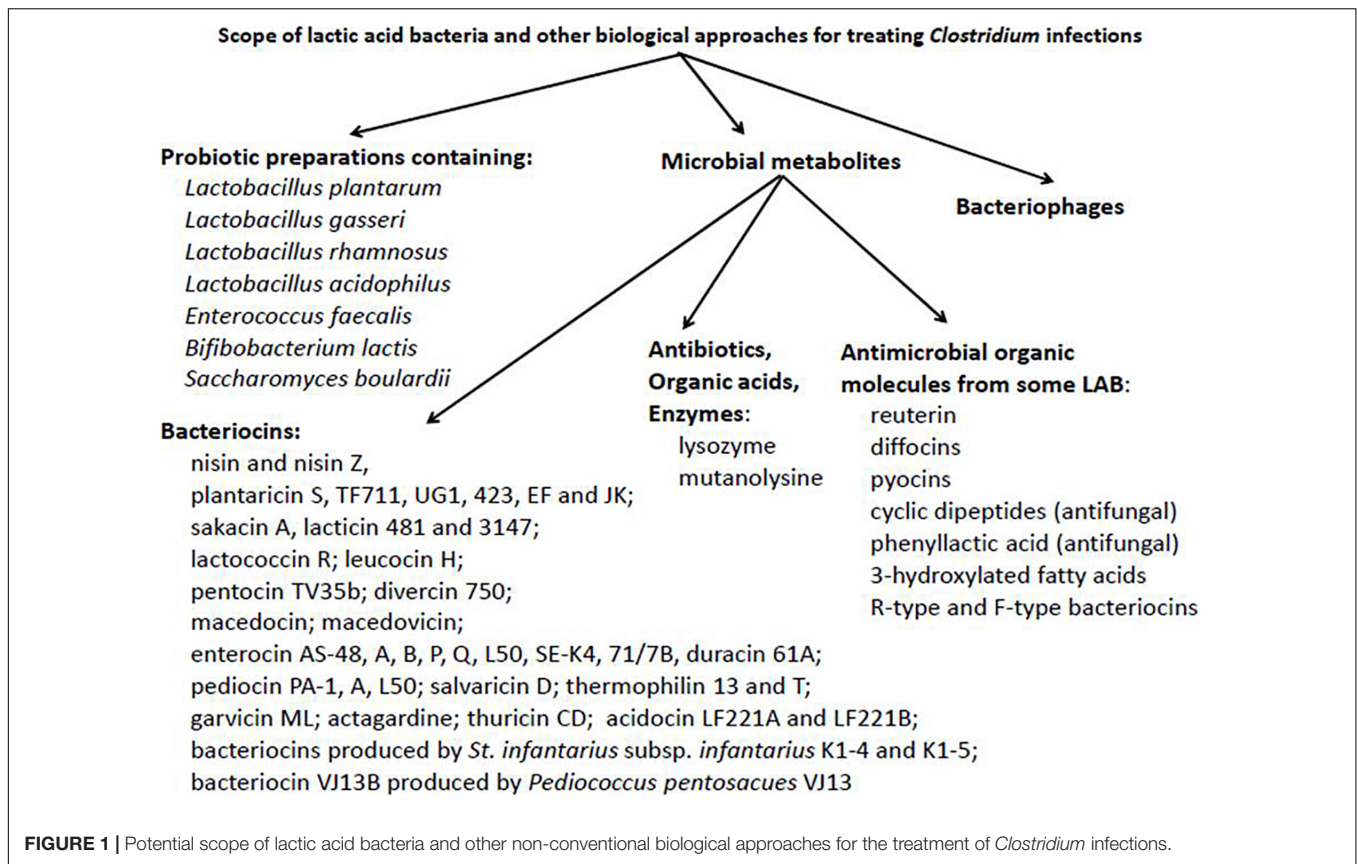 Scope of lactic acid bacteria and other biological approaches for treating Clostridium infections
Probiotic preparations containing:
Lactobacillus plantarum
Lactobacillus gasseri
Lactobacillus rhamnosus
Lactobacillus acidophilus
Enterococcus faecalis
Bifibobacterium lactis
Saccharomyces boulardii
Microbial metabolites
Bacteriophages
Bacteriocins:
nisin and nisin Z,
plantaricin S, TF711, UG1, 423, EF and JK;
sakacin A, lacticin 481 and 3147;
lactococcin R; leucocin H;
pentocin TV35b; divercin 750;
macedocin; macedovicin;
enterocin AS-48, A, B, P, Q, L50, SE-K4, 71/7B, duracin 61A;
pediocin PA-1, A, L50; salvaricin D; thermophilin 13 and T;
garvicin ML; actagardine; thuricin CD; acidocin LF221A and LF221B;
bacteriocins produced by St. infantarius subsp. infantarius K1-4 and K1-5;
bacteriocin VJ13B produced by Pediococcus pentosacues VJ13
Antibiotics,
Organic acids,
Enzymes:
lysozyme
mutanolysine
Antimicrobial organic
molecules from some LAB:
reuterin
diffocins
pyocins
cyclic dipeptides (antifungal)
phenyllactic acid (antifungal)
3-hydroxylated fatty acids
R-type and F-type bacteriocins
FIGURE 1 | Potential scope of lactic acid bacteria and other non-conventional biological approaches for the treatment of Clostridium infections.